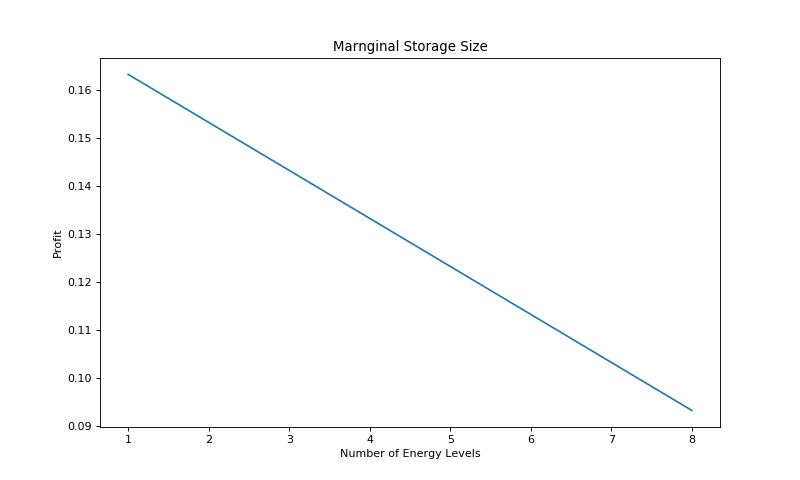 Marnginal Storage Size
Profit
0.16
0.15
0.14
0.13
0.12
0.11
0.10
0.09
1 2 3 4 5 6 7 8
Number of Energy Levels